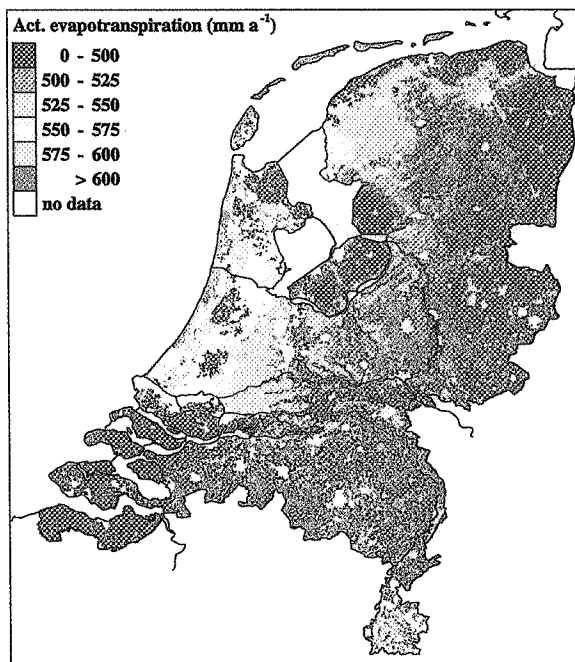 Act. evapotranspiration (mm a⁻¹)
0 - 500
500 - 525
525 - 550
550 - 575
575 - 600
> 600
no data